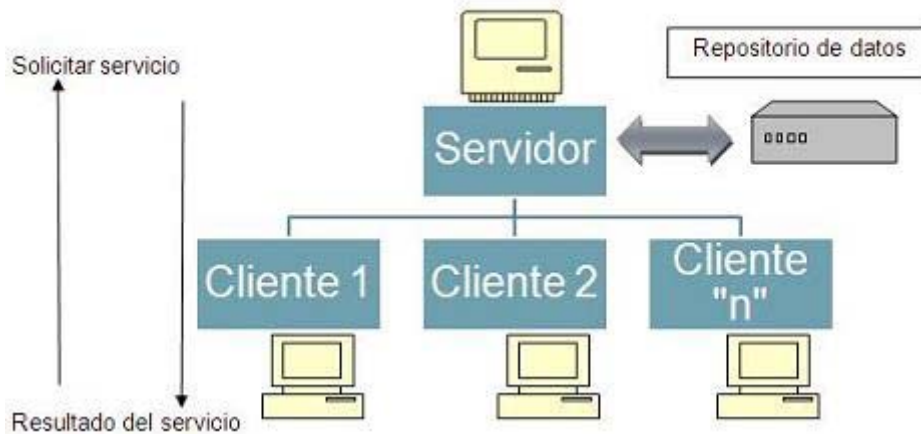 Solicitar servicio
Repositorio de datos
Servidor
Cliente 1
Cliente 2
Cliente
"n"
Resultado del servicio